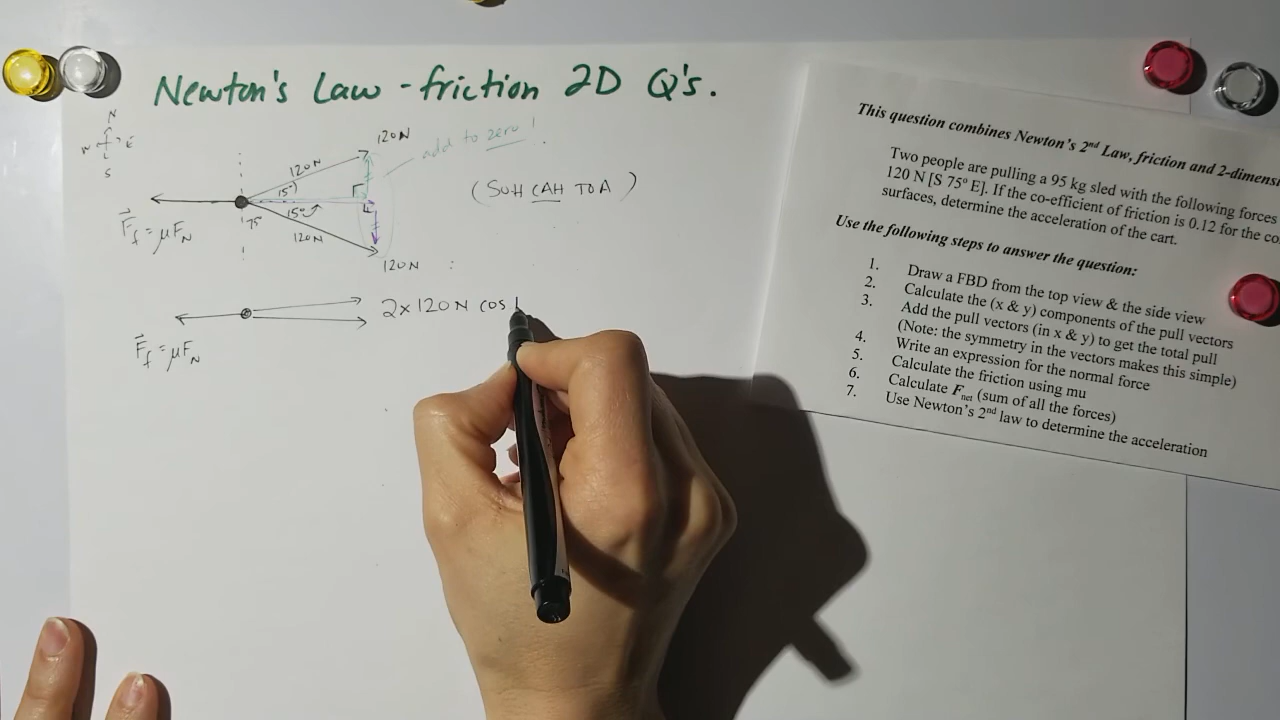 Newton's Law - friction 2D Q's.
N
W E
S
120N
120N
add to zero!
15°
15°
75°
120N
120N
(SOH CAH TOA)
F_f = μF_N
2x120N cos 1
F_f = μF_N
This question combines Newton's 2nd Law, friction and 2-dimensi
Two people are pulling a 95 kg sled with the following forces
120 N [S 75° E]. If the co-efficient of friction is 0.12 for the co
surfaces, determine the acceleration of the cart.
Use the following steps to answer the question:
1. Draw a FBD from the top view & the side view
2. Calculate the (x & y) components of the pull vectors
3. Add the pull vectors (in x & y) to get the total pull
(Note: the symmetry in the vectors makes this simple)
4. Write an expression for the normal force
5. Calculate the friction using mu
6. Calculate Fnet (sum of all the forces)
7. Use Newton's 2nd law to determine the acceleration